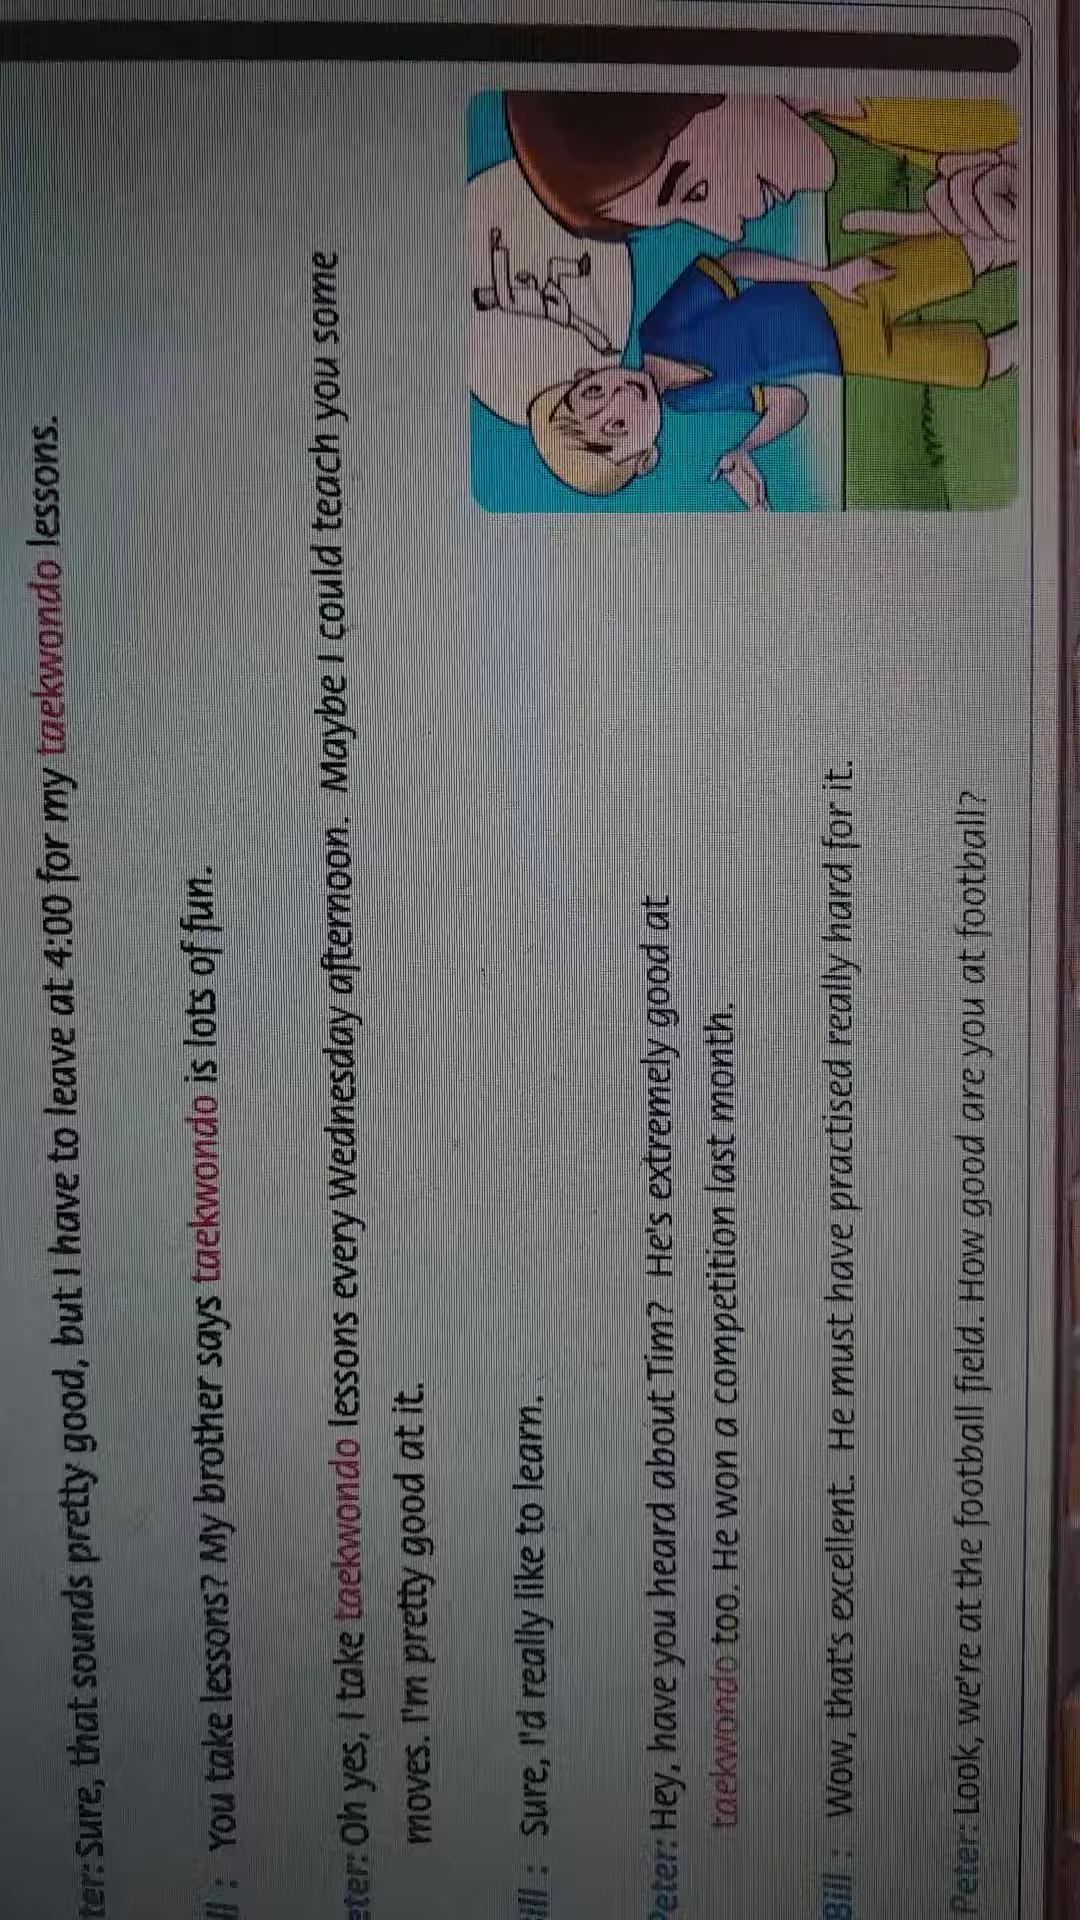 ter: Sure, that sounds pretty good, but I have to leave at 4:00 for my taekwondo lessons.
ll : You take lessons? My brother says taekwondo is lots of fun.
eter: Oh yes, I take taekwondo lessons every Wednesday afternoon. Maybe I could teach you some
moves. I'm pretty good at it.
ill : Sure, I'd really like to learn.
Peter: Hey, have you heard about Tim? He's extremely good at
taekwondo too. He won a competition last month.
Bill : Wow, that's excellent. He must have practised really hard for it.
Peter: Look, we're at the football field. How good are you at football?